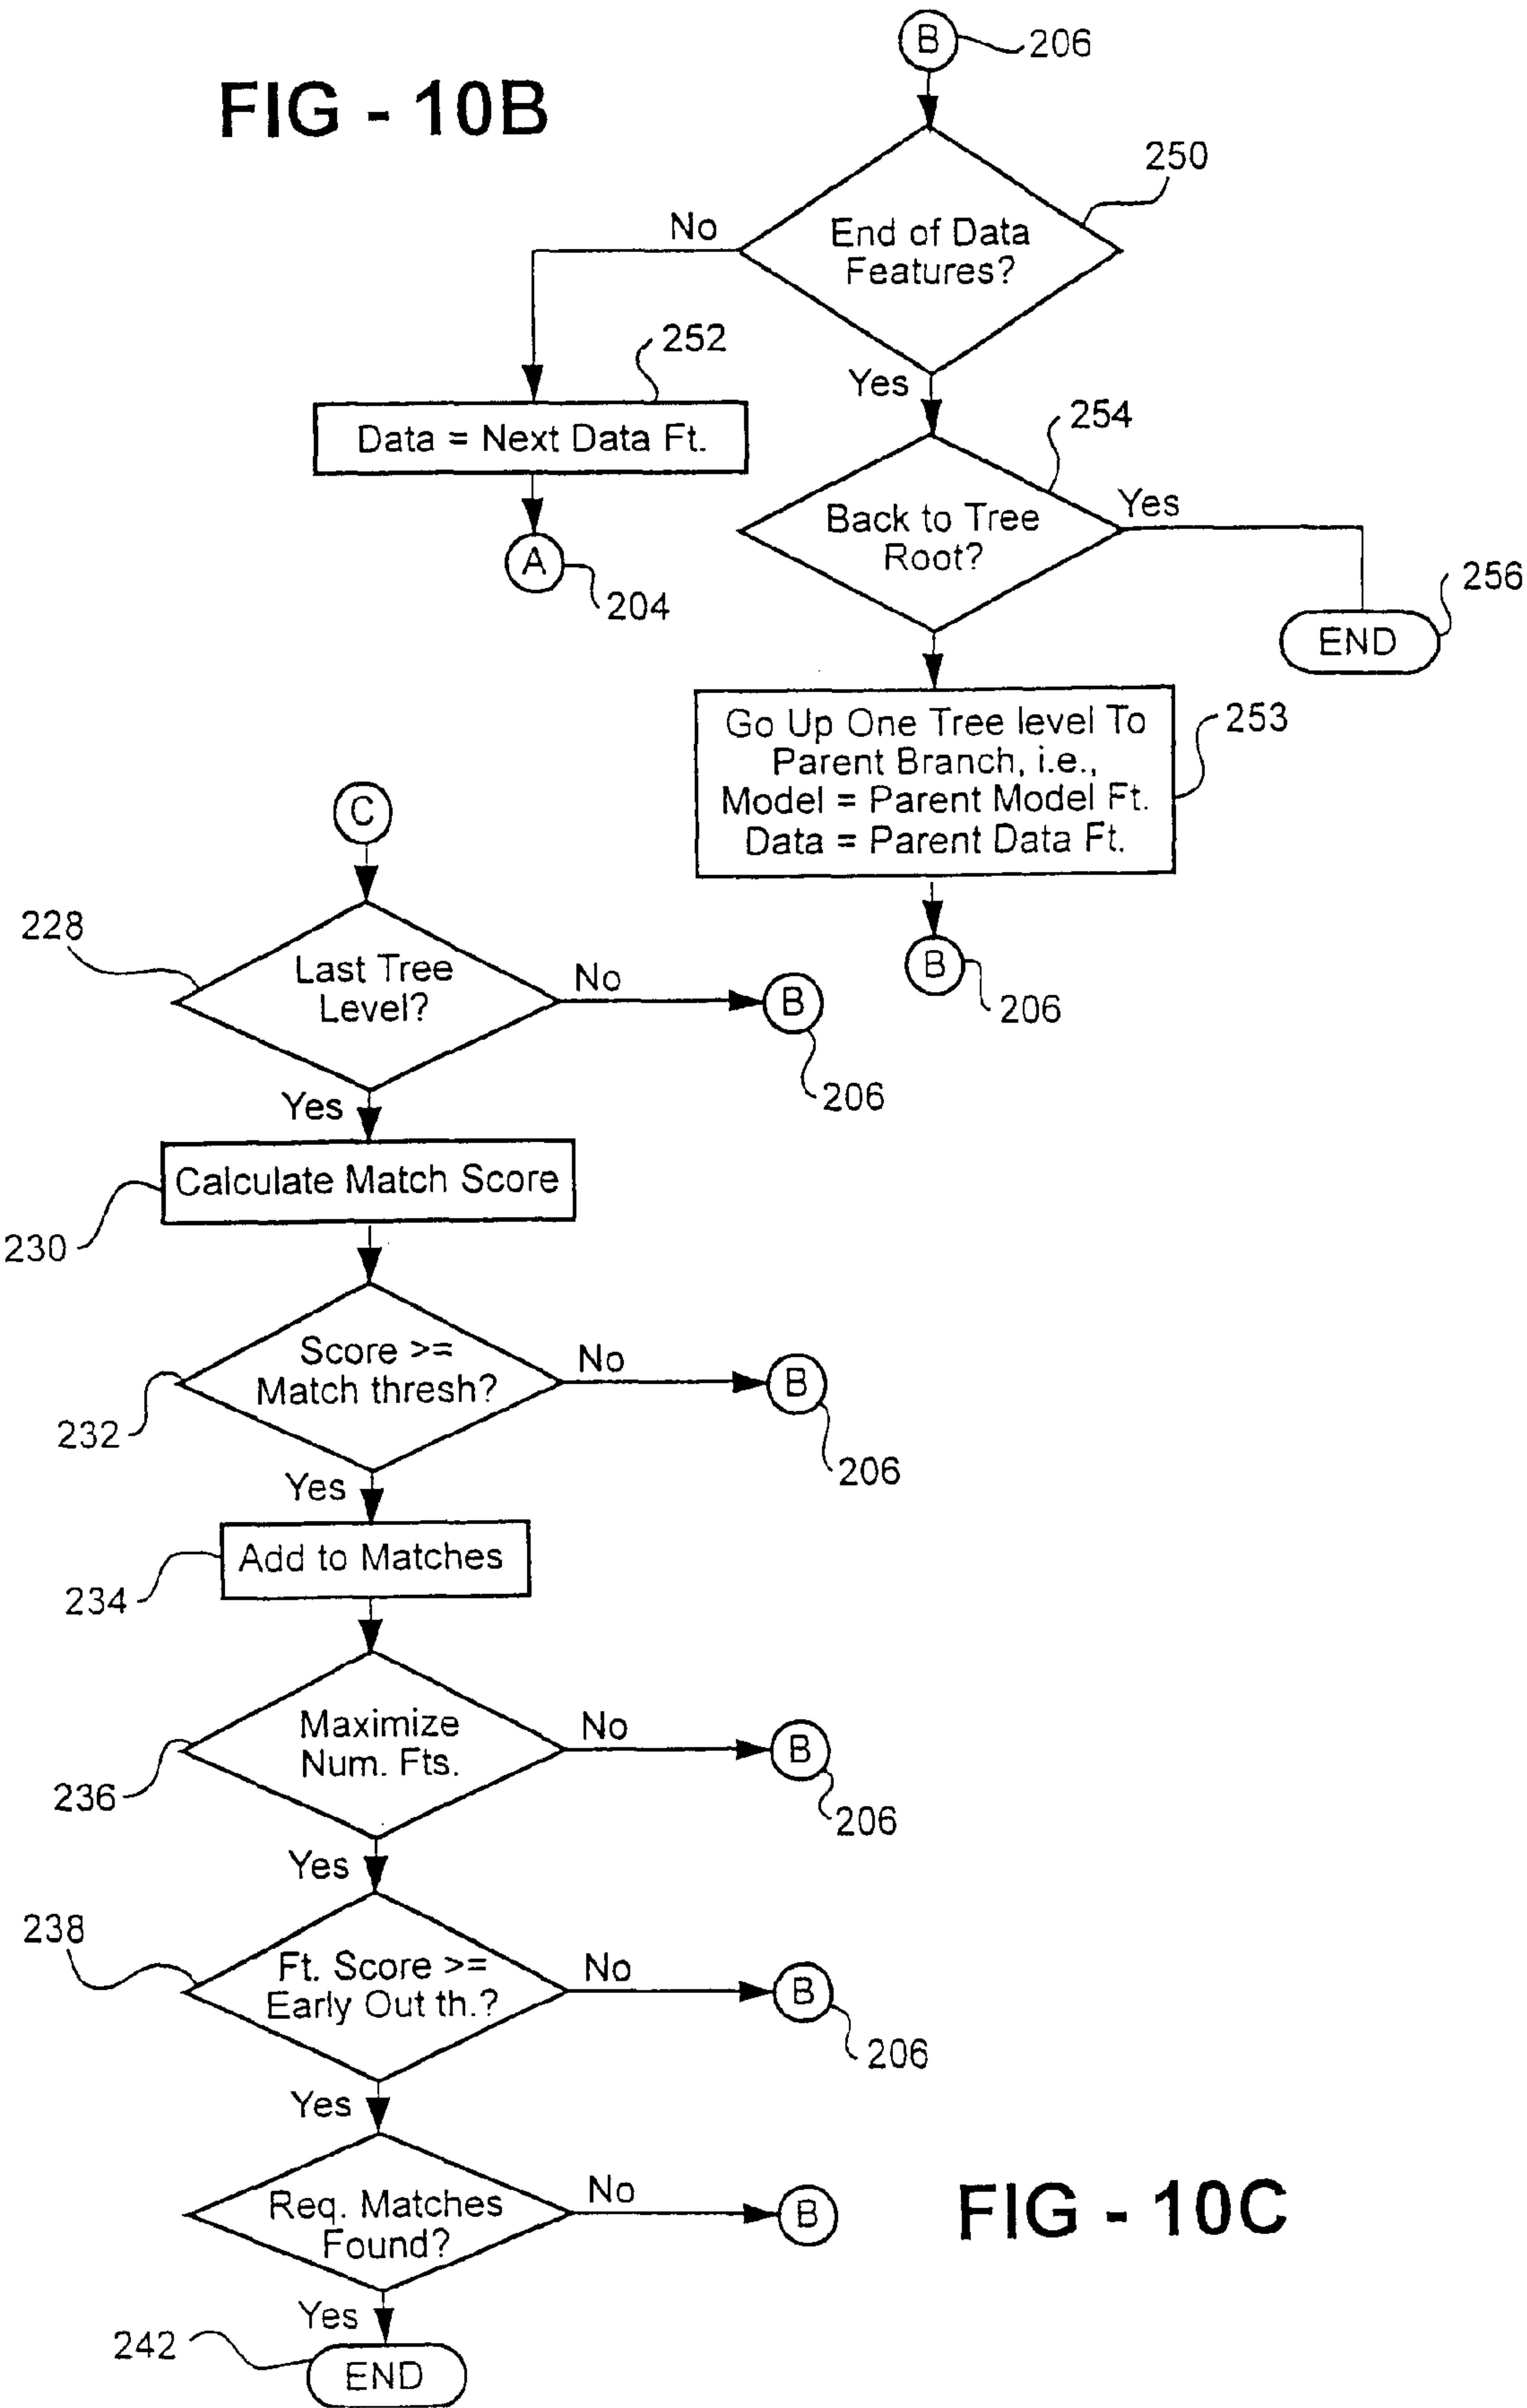 FIG - 10B
B
206
250
End of Data
Features?
No
Yes
252
Data = Next Data Ft.
A
204
254
Back to Tree
Root?
Yes
256
END
Go Up One Tree level To
Parent Branch, i.e.,
Model = Parent Model Ft.
Data = Parent Data Ft.
253
B
206
C
228
Last Tree
Level?
No
B
206
Yes
Calculate Match Score
230
Score >=
Match thresh?
No
B
232
206
Yes
Add to Matches
234
Maximize
Num. Fts.
No
B
236
206
Yes
238
Ft. Score >=
Early Out th.?
No
B
206
Yes
Req. Matches
Found?
No
B
FIG - 10C
Yes
242
END